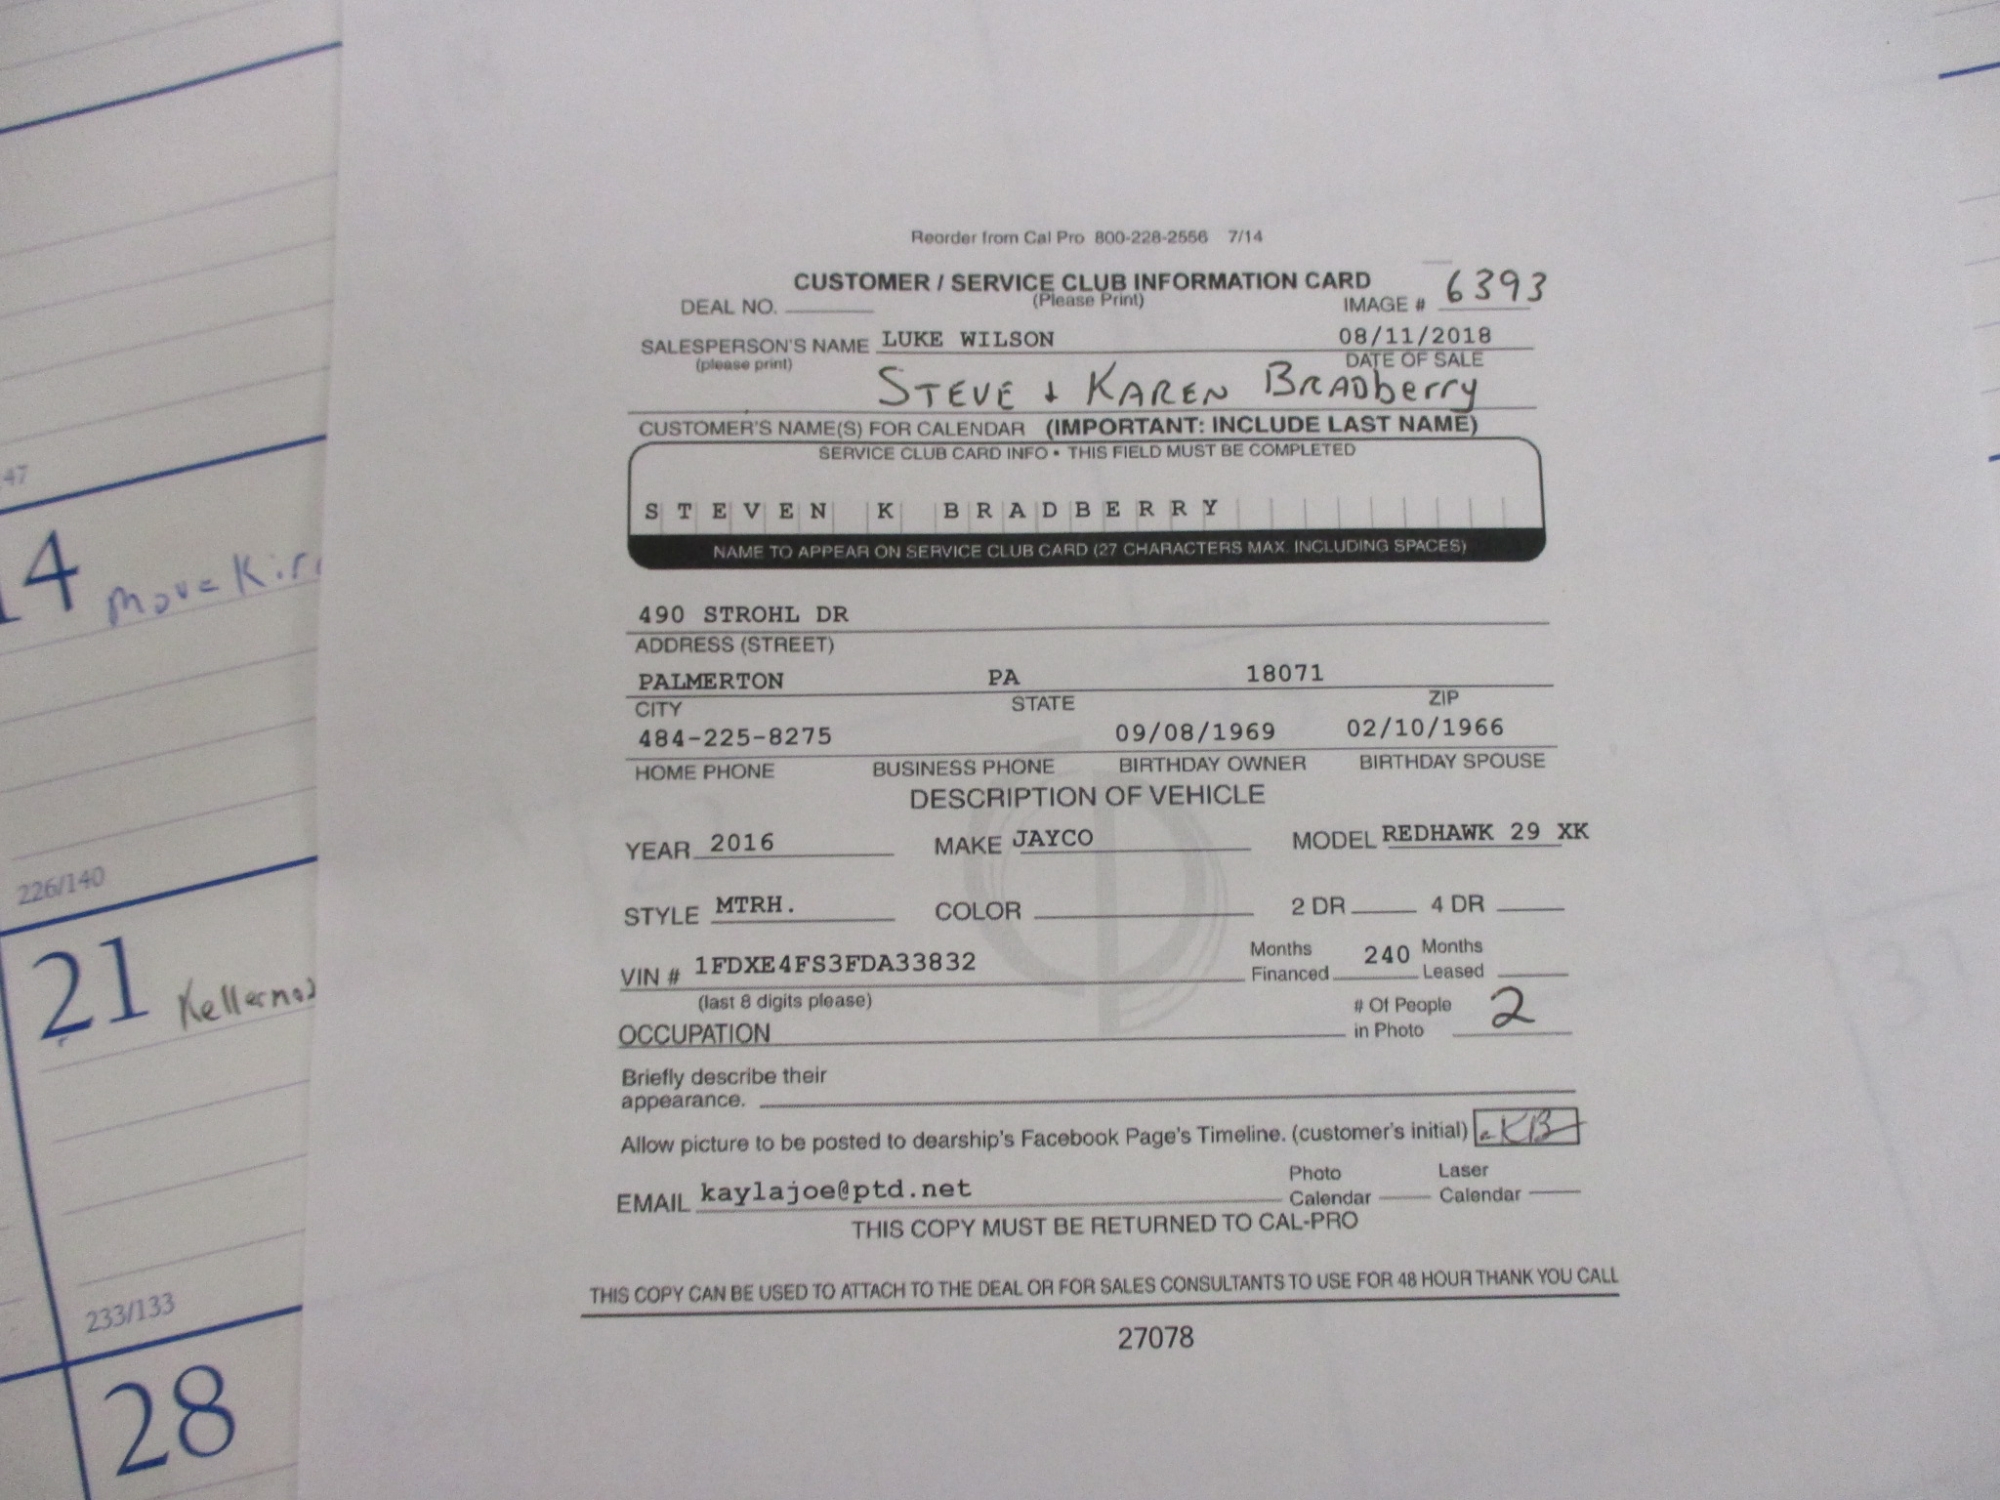 Reorder from Cal Pro 800-228-2556 7/14
CUSTOMER / SERVICE CLUB INFORMATION CARD
DEAL NO. (Please Print) IMAGE # 6393
SALESPERSON'S NAME LUKE WILSON 08/11/2018
(please print) DATE OF SALE
STEVE + KAREN BRADberry
CUSTOMER'S NAME(S) FOR CALENDAR (IMPORTANT: INCLUDE LAST NAME)
SERVICE CLUB CARD INFO • THIS FIELD MUST BE COMPLETED
STEVEN K BRADBERRY
NAME TO APPEAR ON SERVICE CLUB CARD (27 CHARACTERS MAX. INCLUDING SPACES)
490 STROHL DR
ADDRESS (STREET)
PALMERTON PA 18071
CITY STATE ZIP
484-225-8275 09/08/1969 02/10/1966
HOME PHONE BUSINESS PHONE BIRTHDAY OWNER BIRTHDAY SPOUSE
DESCRIPTION OF VEHICLE
YEAR 2016 MAKE JAYCO MODEL REDHAWK 29 XK
STYLE MTRH. COLOR 2 DR 4 DR
VIN # 1FDXE4FS3FDA33832 Months Financed 240 Months Leased
(last 8 digits please)
OCCUPATION # Of People in Photo 2
Briefly describe their
appearance.
Allow picture to be posted to dearship's Facebook Page's Timeline. (customer's initial) KB
EMAIL kaylajoe@ptd.net Photo Calendar Laser Calendar
THIS COPY MUST BE RETURNED TO CAL-PRO
THIS COPY CAN BE USED TO ATTACH TO THE DEAL OR FOR SALES CONSULTANTS TO USE FOR 48 HOUR THANK YOU CALL
27078
47
14 move
226/140
21
233/133
28